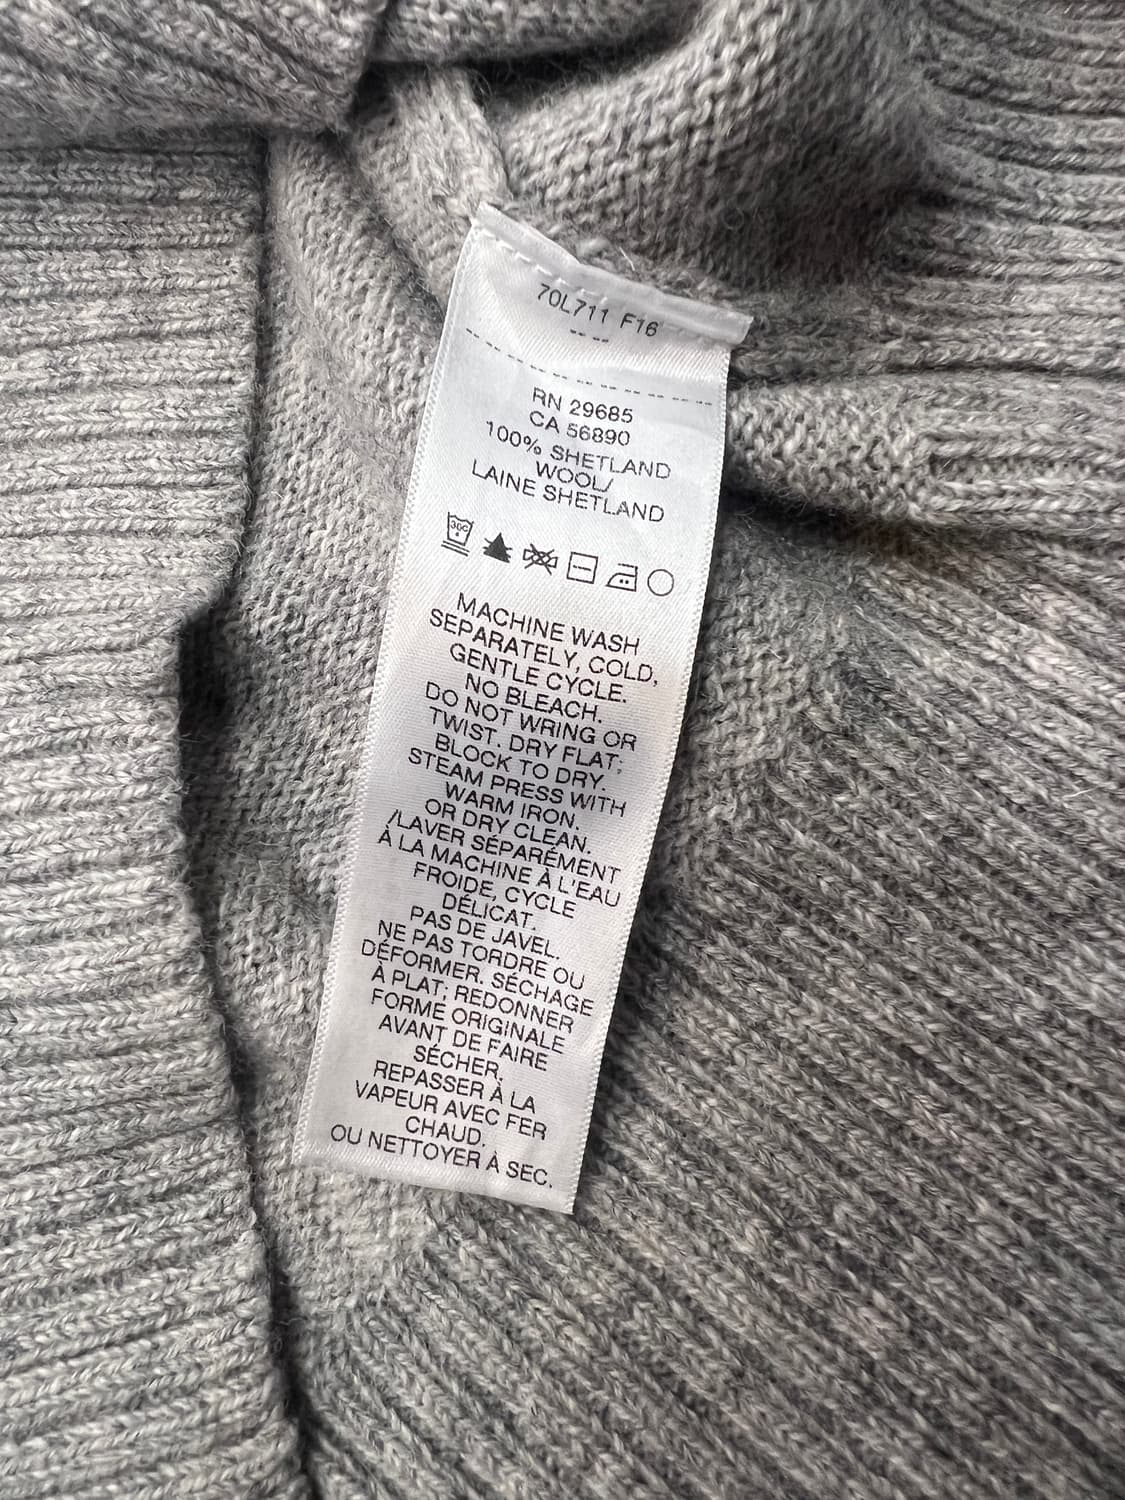 70L711 F16
RN 29685
CA 56890
100% SHETLAND
WOOL/
LAINE SHETLAND
30C
MACHINE WASH
SEPARATELY, COLD,
GENTLE CYCLE.
NO BLEACH.
DO NOT WRING OR
TWIST. DRY FLAT;
BLOCK TO DRY.
STEAM PRESS WITH
WARM IRON.
OR DRY CLEAN.
/LAVER SÉPARÉMENT
À LA MACHINE À L'EAU
FROIDE, CYCLE
DÉLICAT.
PAS DE JAVEL.
NE PAS TORDRE OU
DÉFORMER. SÉCHAGE
À PLAT; REDONNER
FORME ORIGINALE
AVANT DE FAIRE
SÉCHER.
REPASSER À LA
VAPEUR AVEC FER
CHAUD.
OU NETTOYER À SEC.